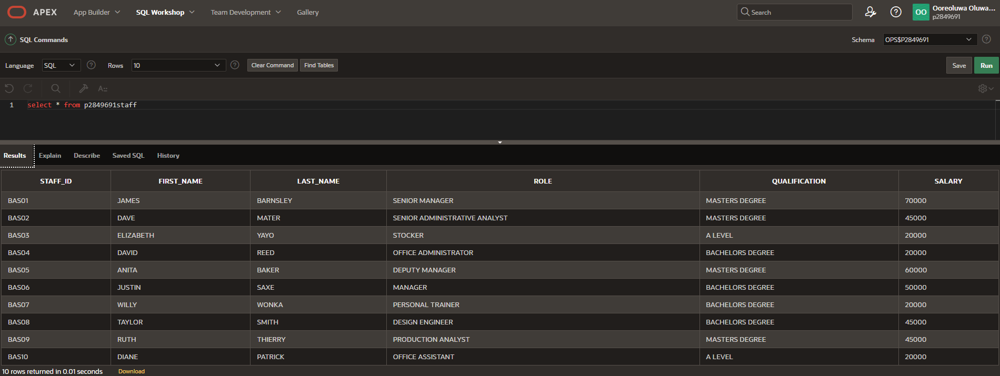 APEX App Builder SQL Workshop Team Development Gallery Search OO Ooreoluwa Oluwa...
p2849691
SQL Commands Schema OPS$P2849691
Language SQL Rows 10 Clear Command Find Tables Save Run
A::
1 select * from p2849691staff
Results Explain Describe Saved SQL History
STAFF_ID FIRST_NAME LAST_NAME ROLE QUALIFICATION SALARY
BAS01 JAMES BARNSLEY SENIOR MANAGER MASTERS DEGREE 70000
BAS02 DAVE MATER SENIOR ADMINISTRATIVE ANALYST MASTERS DEGREE 45000
BAS03 ELIZABETH YAYO STOCKER A LEVEL 20000
BAS04 DAVID REED OFFICE ADMINISTRATOR BACHELORS DEGREE 20000
BAS05 ANITA BAKER DEPUTY MANAGER MASTERS DEGREE 60000
BAS06 JUSTIN SAXE MANAGER BACHELORS DEGREE 50000
BAS07 WILLY WONKA PERSONAL TRAINER BACHELORS DEGREE 20000
BAS08 TAYLOR SMITH DESIGN ENGINEER BACHELORS DEGREE 45000
BAS09 RUTH THIERRY PRODUCTION ANALYST MASTERS DEGREE 45000
BAS10 DIANE PATRICK OFFICE ASSISTANT A LEVEL 20000
10 rows returned in 0.01 seconds Download